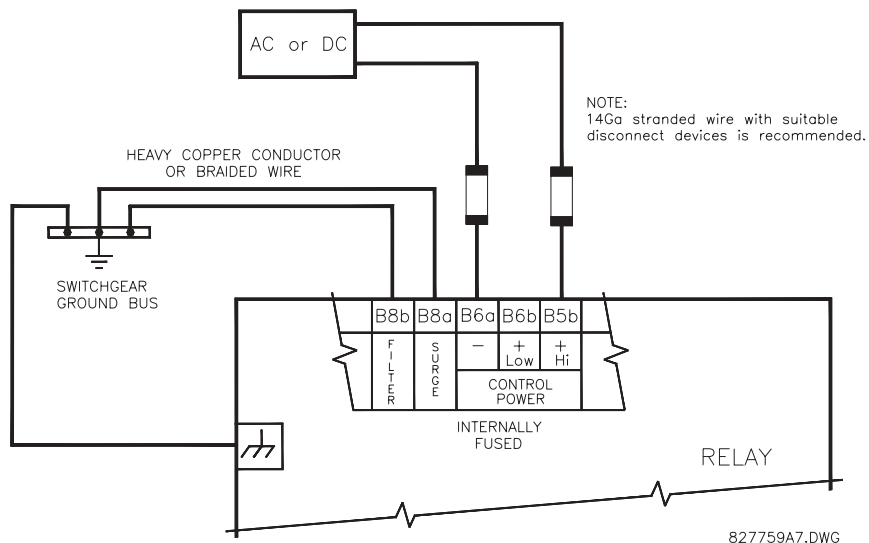 AC or DC
NOTE:
14Ga stranded wire with suitable
disconnect devices is recommended.
HEAVY COPPER CONDUCTOR
OR BRAIDED WIRE
SWITCHGEAR
GROUND BUS
B8b B8a B6a B6b B5b
FILTER
SURGE
− + +
Low Hi
CONTROL
POWER
INTERNALLY
FUSED
RELAY
827759A7.DWG